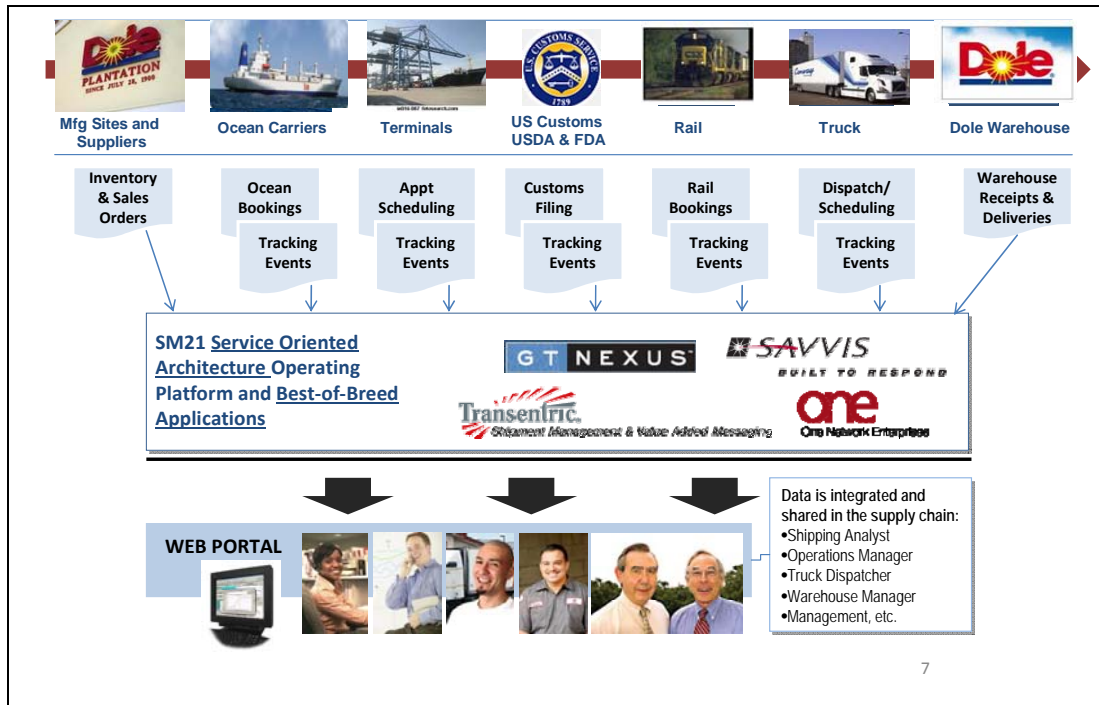 Dole
PLANTATION
SINCE JULY 20, 1900
U.S. CUSTOMS SERVICE
1789
Dole
Mfg Sites and
Suppliers
Ocean Carriers
Terminals
US Customs
USDA & FDA
Rail
Truck
Dole Warehouse
Inventory
& Sales
Orders
Ocean
Bookings
Tracking
Events
Appt
Scheduling
Tracking
Events
Customs
Filing
Tracking
Events
Rail
Bookings
Tracking
Events
Dispatch/
Scheduling
Tracking
Events
Warehouse
Receipts &
Deliveries
SM21 Service Oriented
Architecture Operating
Platform and Best-of-Breed
Applications
GT NEXUS
SAVVIS
BUILT TO RESPOND
Transentric
Shipment Management & Value Added Messaging
one
One Network Enterprises
WEB PORTAL
Data is integrated and
shared in the supply chain:
•Shipping Analyst
•Operations Manager
•Truck Dispatcher
•Warehouse Manager
•Management, etc.
7